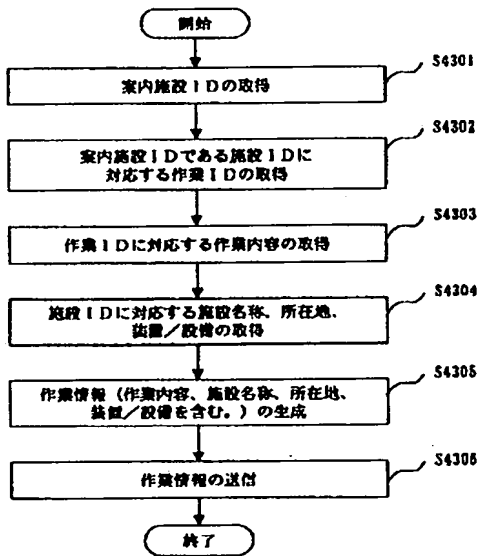 開始
S4301
案内施設IDの取得
S4302
案内施設IDである施設IDに
対応する作業IDの取得
S4303
作業IDに対応する作業内容の取得
S4304
施設IDに対応する施設名称、所在地、
装置／設備の取得
S4305
作業情報（作業内容、施設名称、所在地、
装置／設備を含む。）の生成
S4306
作業情報の送信
終了